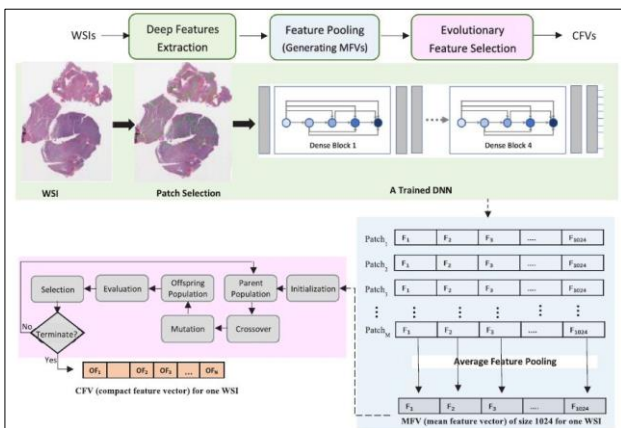 WSIs
Deep Features
Extraction
Feature Pooling
(Generating MFVs)
Evolutionary
Feature Selection
CFVs
WSI
Patch Selection
Dense Block 1
Dense Block 4
A Trained DNN
Patch1 F1 F2 F3 .... F1024
Patch2 F1 F2 F3 .... F1024
Patch3 F1 F2 F3 .... F1024
PatchM F1 F2 F3 .... F1024
Average Feature Pooling
F1 F2 F3 .... F1024
MFV (mean feature vector) of size 1024 for one WSI
Initialization
Parent
Population
Crossover
Mutation
Offspring
Population
Evaluation
Selection
Terminate?
No
Yes
OF1 OF2 OF3 ... OFN
CFV (compact feature vector) for one WSI